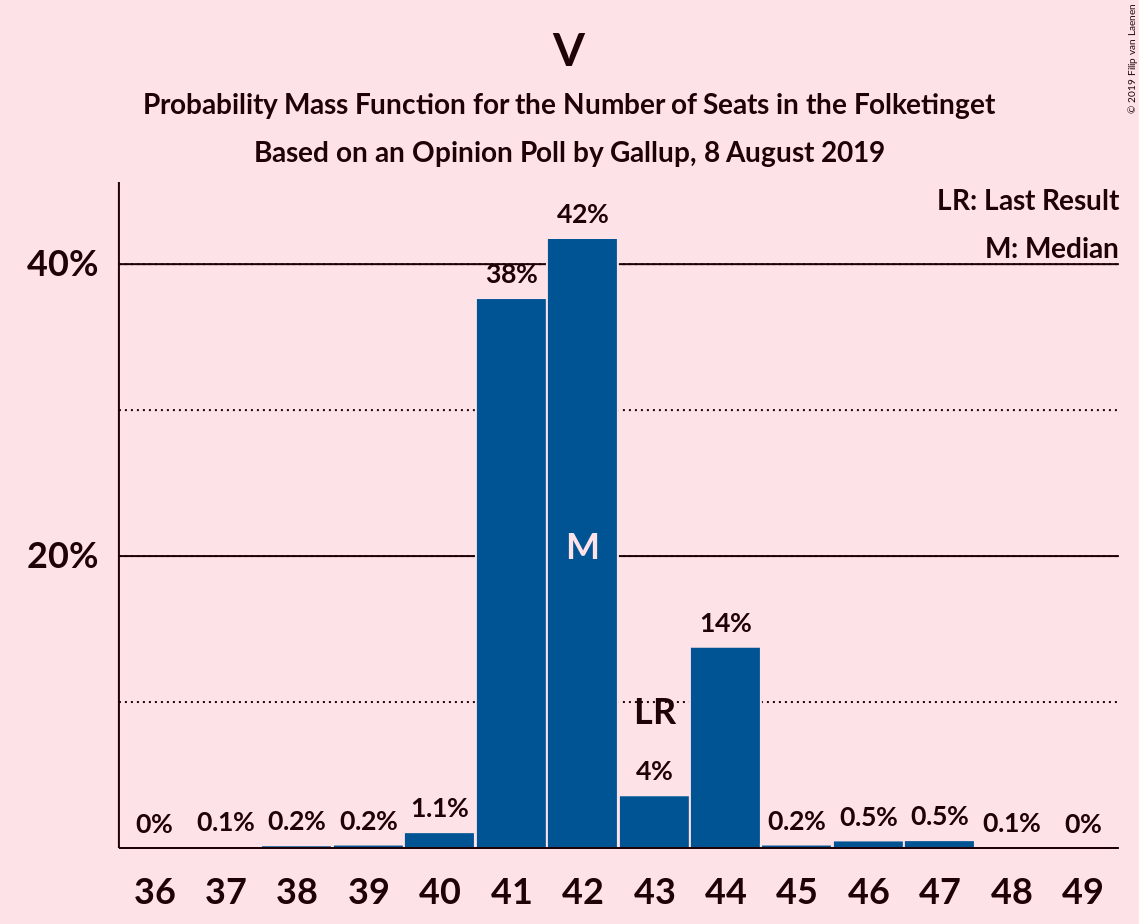 V
Probability Mass Function for the Number of Seats in the Folketinget
Based on an Opinion Poll by Gallup, 8 August 2019
© 2019 Filip van Laenen
LR: Last Result
M: Median
40%
20%
0% 0.1% 0.2% 0.2% 1.1% 38% 42% 4% 14% 0.2% 0.5% 0.5% 0.1% 0%
M
LR
36 37 38 39 40 41 42 43 44 45 46 47 48 49